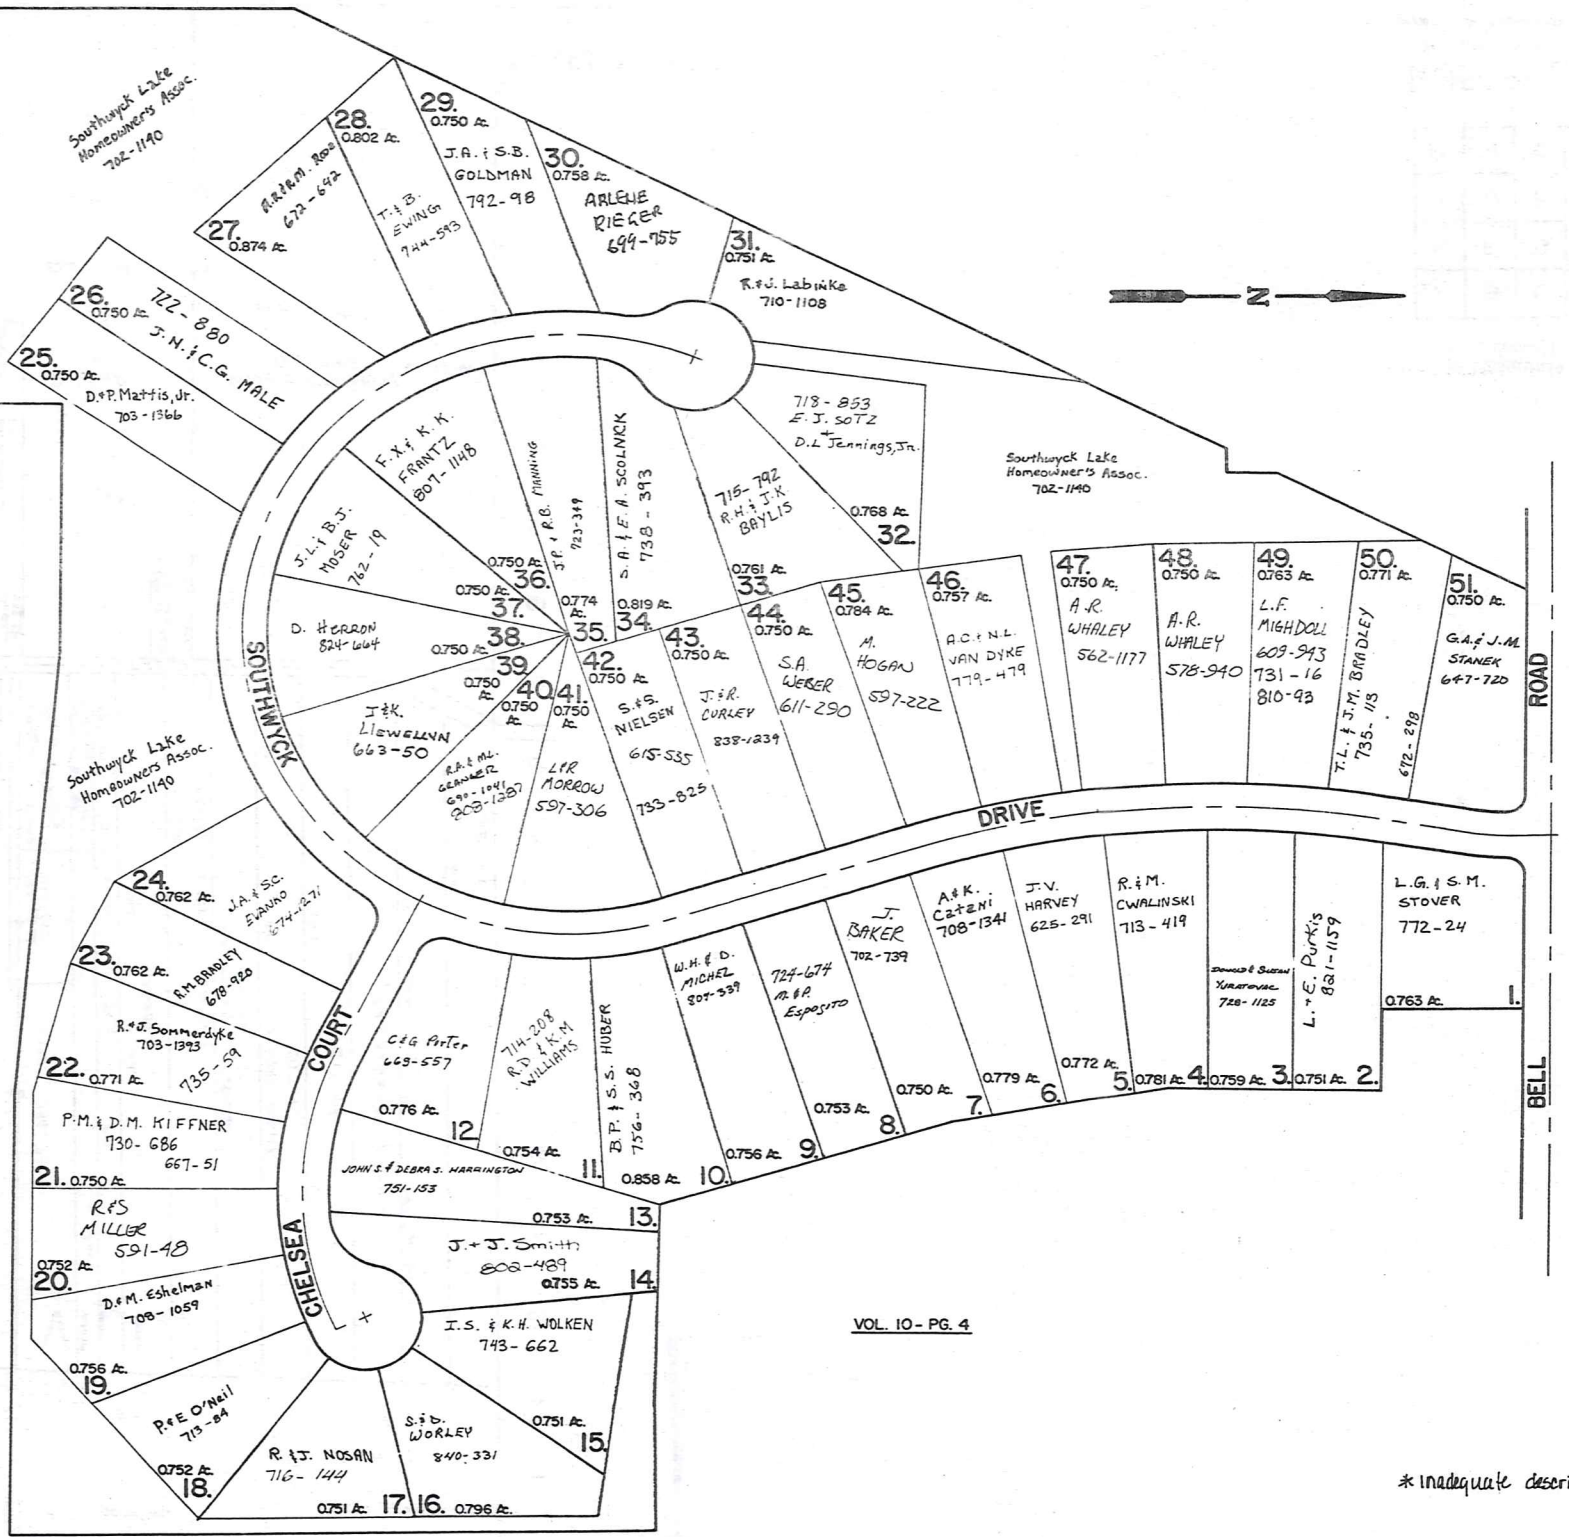 Southwyck Lake
Homeowner's Assoc.
702-1140
27.
0.874 Ac.
672-642
28.
0.802 Ac.
T. & B.
EWING
744-593
29.
0.750 Ac.
J.A. & S.B.
GOLDMAN
792-98
30.
0.758 Ac.
ARLENE
RIEGER
699-755
31.
0.751 Ac.
R. & J. Labinke
710-1108
N
26.
0.750 Ac.
722-880
J.N. & C.G. MALE
25.
0.750 Ac.
D. & P. Mattis, Jr.
703-1366
F.X. & K.K.
FRANTZ
807-1148
0.750 Ac.
36.
J.P. & R.B. MANNING
723-349
0.774
Ac.
35.
S.A. & E.A. SCOLNICK
738-393
0.819 Ac.
34.
715-792
R.H. & J.K.
BAYLIS
0.761 Ac.
33.
718-853
E.J. SOTZ
+
D.L. Jennings, Jr.
0.768 Ac.
32.
Southwyck Lake
Homeowner's Assoc.
702-1140
J.L. & B.J.
MOSER
762-19
0.750 Ac.
37.
D. HERRON
824-664
0.750 Ac.
38.
J & K.
LLEWELLYN
663-50
39.
0.750
Ac.
R.A. & M.L.
GRANGER
690-1041
808-1287
40.
0.750
Ac.
41.
0.750
Ac.
L & R
MORROW
597-306
42.
0.750 Ac.
S. & S.
NIELSEN
615-535
733-825
43.
0.750 Ac.
J. & R.
CURLEY
838-1239
44.
0.750 Ac.
S.A.
WEBER
611-290
45.
0.784 Ac.
M.
HOGAN
597-222
46.
0.757 Ac.
A.C. & N.L.
VAN DYKE
779-479
47.
0.750 Ac.
A.R.
WHALEY
562-1177
48.
0.750 Ac.
A.R.
WHALEY
578-940
49.
0.763 Ac.
L.F.
MIGHDOLL
609-943
731-16
810-93
50.
0.771 Ac.
T.L. & J.M. BRADLEY
735-113
672-298
51.
0.750 Ac.
G.A. & J.M.
STANEK
647-720
SOUTHWYCK
DRIVE
BELL
ROAD
Southwyck Lake
Homeowners Assoc.
702-1140
24.
0.762 Ac.
J.A. & S.C.
EVANKO
674-1271
23.
0.762 Ac.
R.M. BRADLEY
678-920
22.
0.771 Ac.
R. & J. Sommerdyke
703-1393
735-59
21.
0.750 Ac.
P.M. & D.M. KIFFNER
730-686
667-51
R & S
MILLER
591-48
0.752 Ac.
20.
D. & M. Eshelman
708-1059
0.756 Ac.
19.
P. & E O'Neil
713-84
0.752 Ac.
18.
R. & J. NOSAN
716-144
0.751 Ac.
17.
S. & D.
WORLEY
840-331
16.
0.796 Ac.
I.S. & K.H. WOLKEN
743-662
0.751 Ac.
15.
J. + J. Smith
802-489
0.755 Ac.
14.
JOHN S. & DEBRA S. HARRINGTON
751-153
0.753 Ac.
13.
CHELSEA
COURT
C & G Porter
669-557
0.776 Ac.
12.
714-208
R.D. & K.M
WILLIAMS
0.754 Ac.
11.
B.P. & S.S. HUBER
756-368
0.858 Ac.
10.
W.H. & D.
MICHEL
807-339
0.756 Ac.
9.
724-674
M. & P.
Esposito
0.753 Ac.
8.
J.
BAKER
702-739
0.750 Ac.
7.
A & K.
Catani
708-1341
0.779 Ac.
6.
J.V.
HARVEY
625-291
0.772 Ac.
5.
R. & M.
CWALINSKI
713-419
0.781 Ac.
4.
DONALD & SUSAN
YURATOVAC
728-1125
0.759 Ac.
3.
L. + E. Purkis
821-1159
0.751 Ac.
2.
L.G. & S.M.
STOVER
772-24
0.763 Ac.
1.
VOL. 10 - PG. 4
* inadequate descri